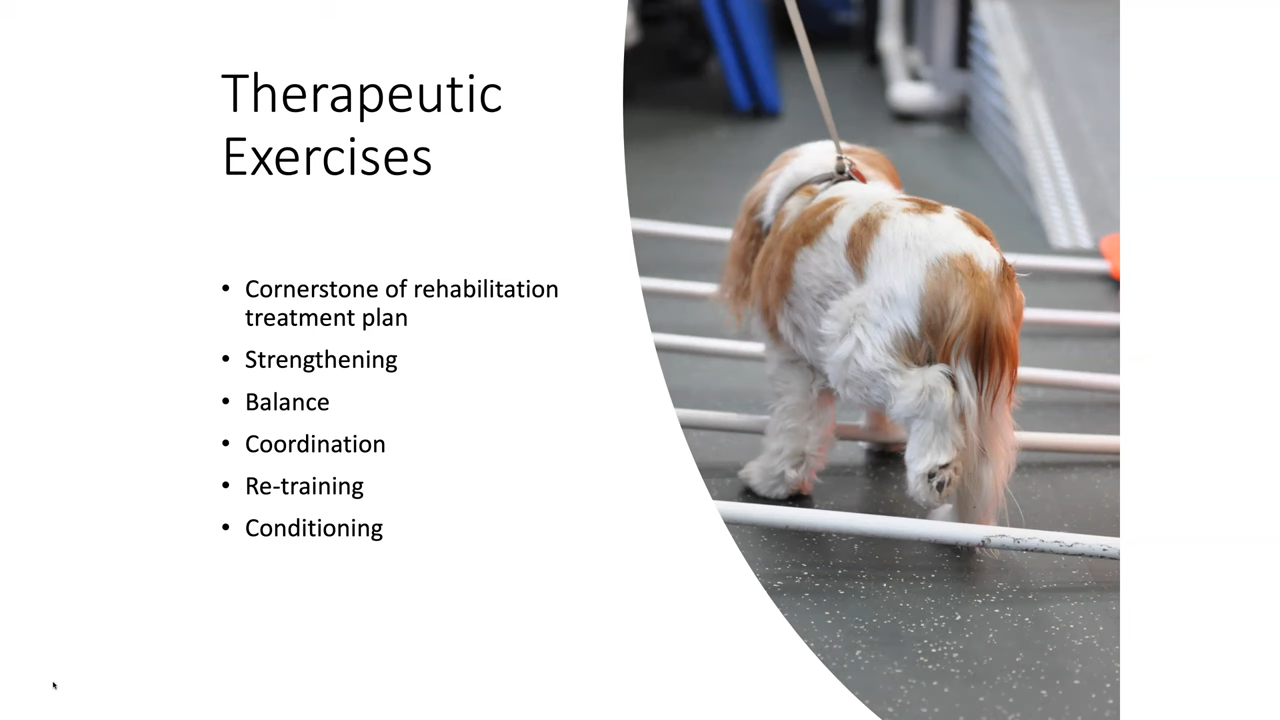 Therapeutic
Exercises
• Cornerstone of rehabilitation
treatment plan
• Strengthening
• Balance
• Coordination
• Re-training
• Conditioning